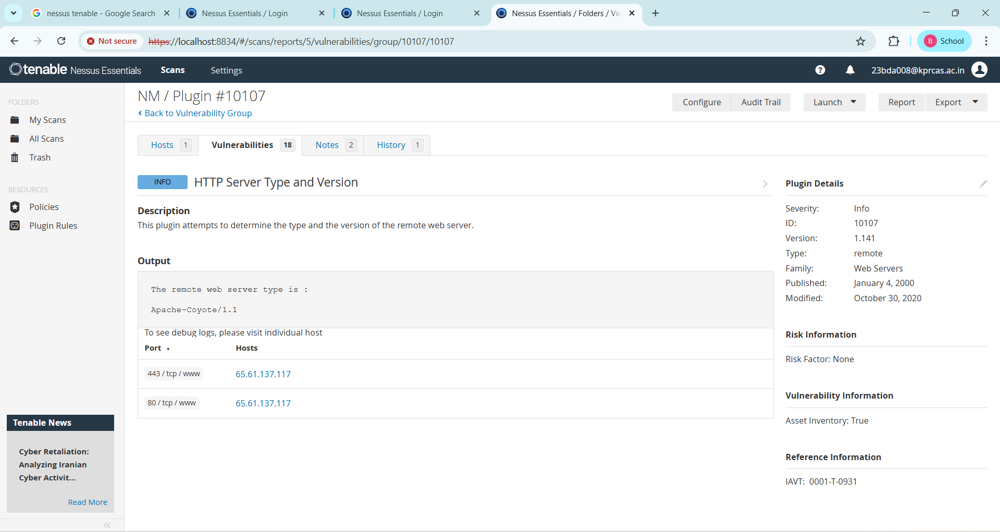 nessus tenable - Google Search
Nessus Essentials / Login
Nessus Essentials / Login
Nessus Essentials / Folders / Vie
Not secure
https://localhost:8834/#/scans/reports/5/vulnerabilities/group/10107/10107
B School
tenable Nessus Essentials
Scans
Settings
?
23bda008@kprcas.ac.in
FOLDERS
My Scans
All Scans
Trash
RESOURCES
Policies
Plugin Rules
Tenable News
Cyber Retaliation:
Analyzing Iranian
Cyber Activit...
Read More
NM / Plugin #10107
Back to Vulnerability Group
Configure
Audit Trail
Launch
Report
Export
Hosts 1
Vulnerabilities 18
Notes 2
History 1
INFO HTTP Server Type and Version
Description
This plugin attempts to determine the type and the version of the remote web server.
Output
The remote web server type is :
Apache-Coyote/1.1
To see debug logs, please visit individual host
Port Hosts
443 / tcp / www 65.61.137.117
80 / tcp / www 65.61.137.117
Plugin Details
Severity: Info
ID: 10107
Version: 1.141
Type: remote
Family: Web Servers
Published: January 4, 2000
Modified: October 30, 2020
Risk Information
Risk Factor: None
Vulnerability Information
Asset Inventory: True
Reference Information
IAVT: 0001-T-0931